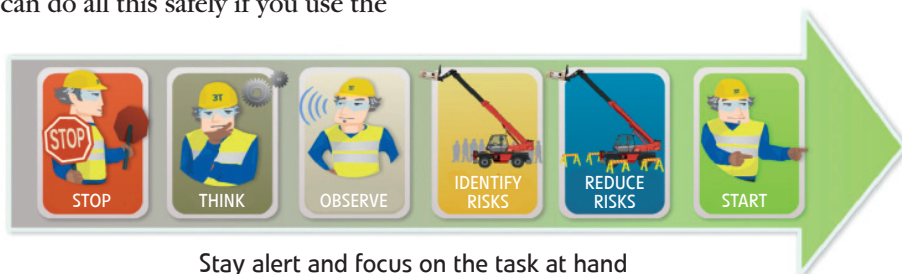 can do all this safely if you use the
3T
STOP
STOP
THINK
OBSERVE
IDENTIFY
RISKS
REDUCE
RISKS
START
Stay alert and focus on the task at hand